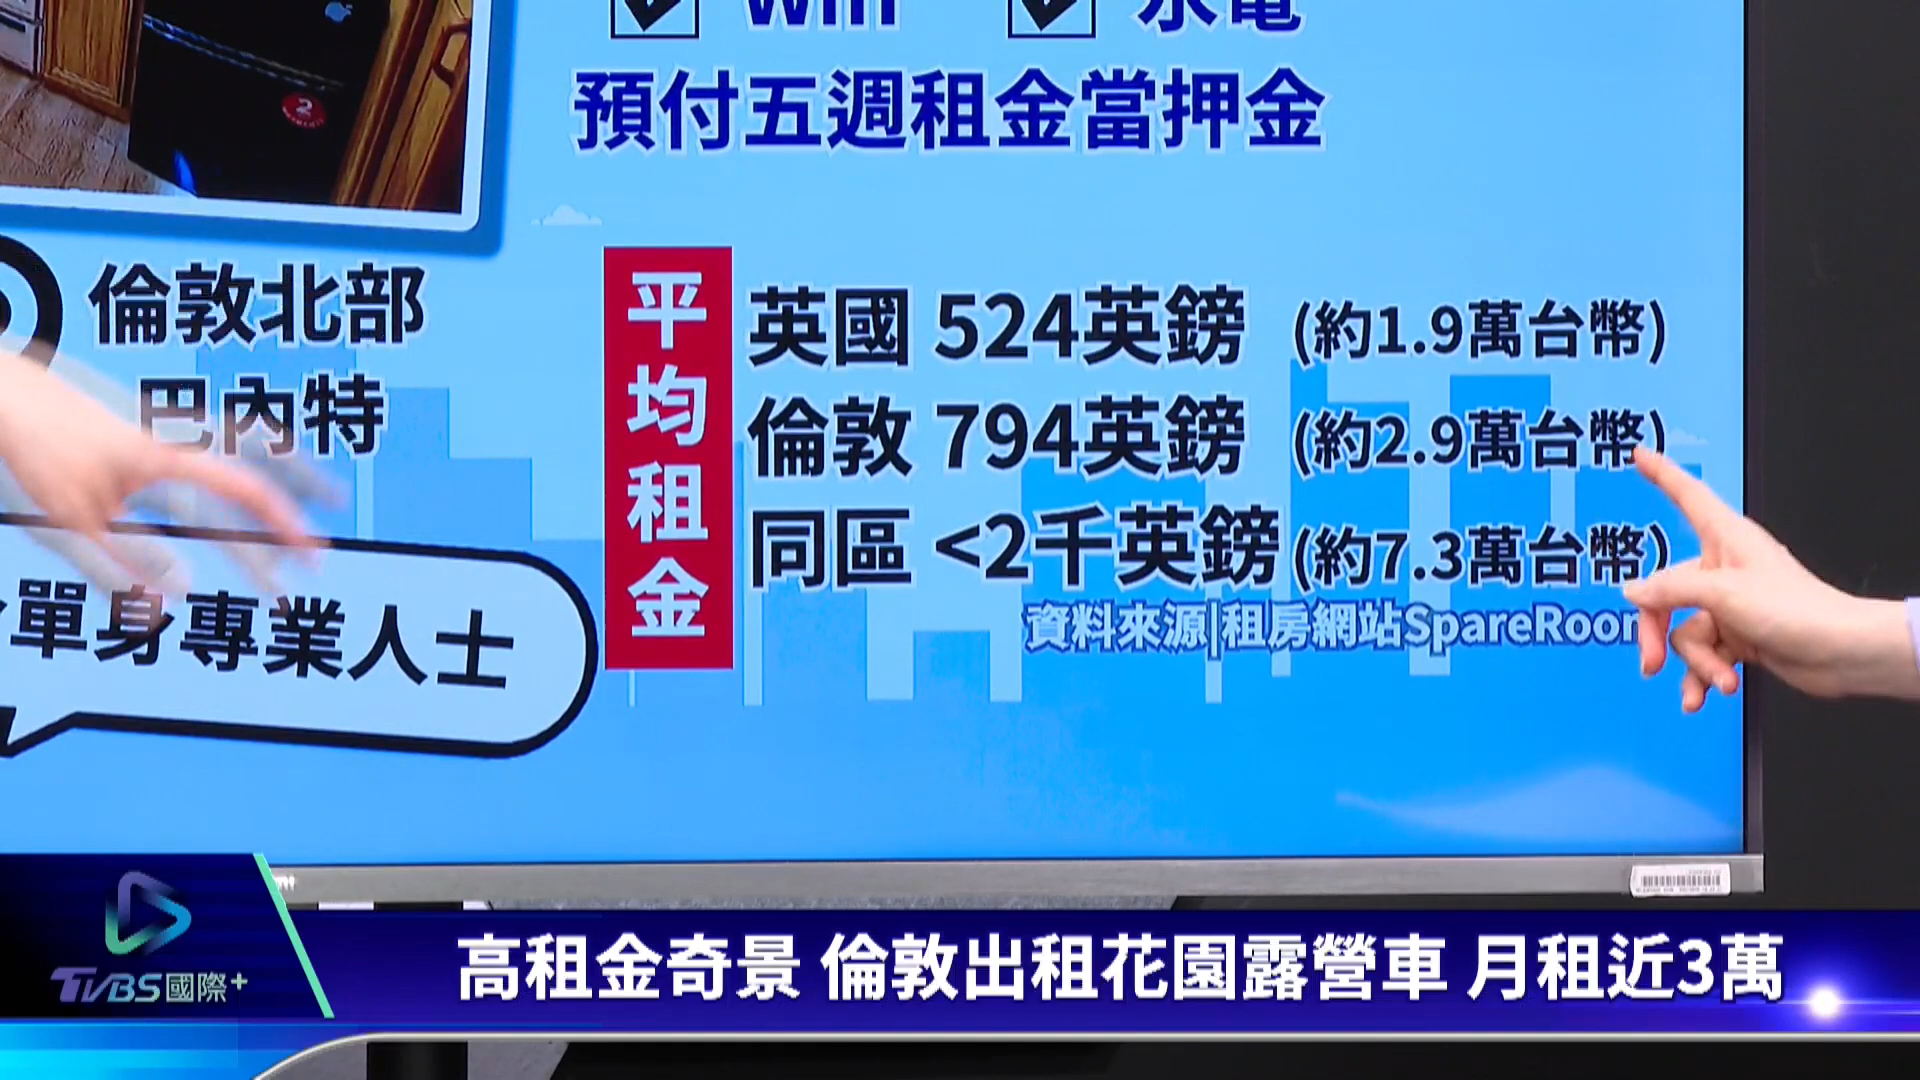 Wifi 水電
預付五週租金當押金
倫敦北部
巴內特
單身專業人士
平均租金
英國 524英鎊 (約1.9萬台幣)
倫敦 794英鎊 (約2.9萬台幣)
同區 <2千英鎊 (約7.3萬台幣)
資料來源|租房網站SpareRoom
高租金奇景 倫敦出租花園露營車 月租近3萬
TVBS國際+